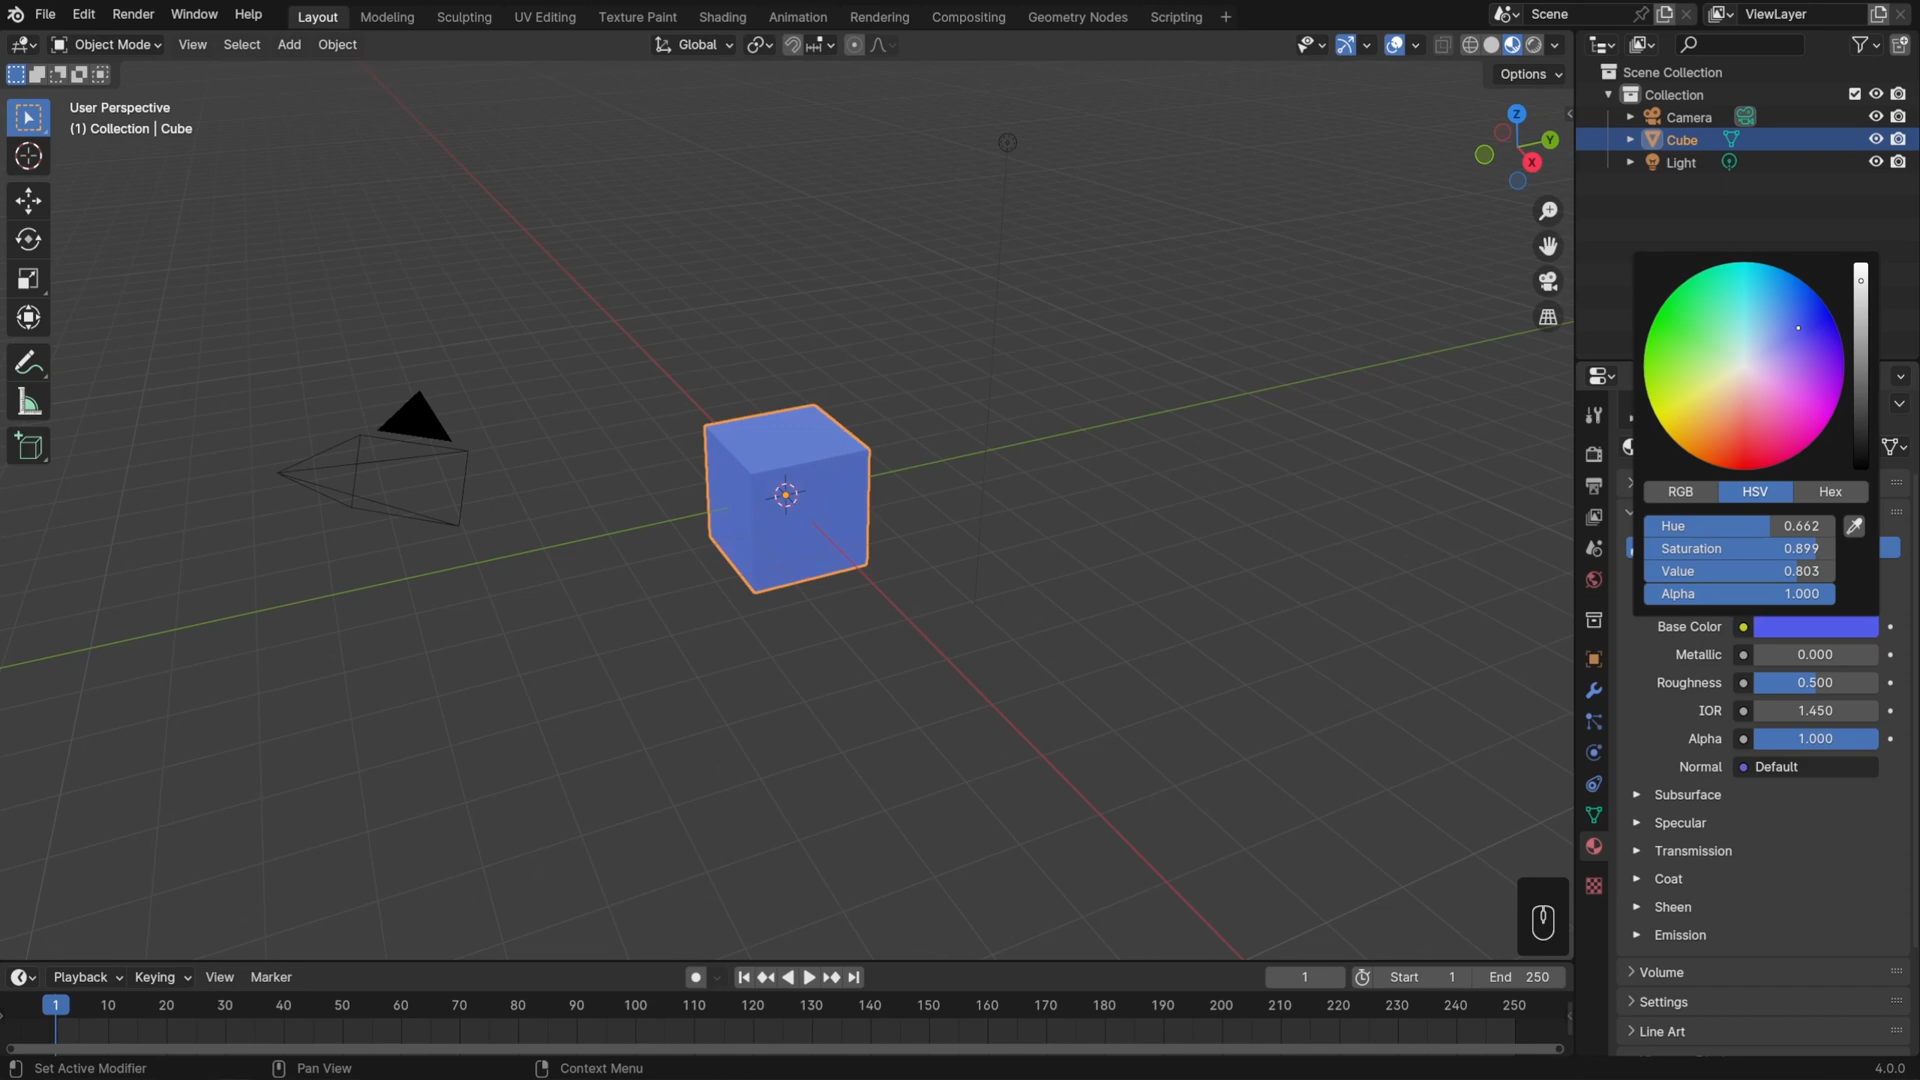 File Edit Render Window Help Layout Modeling Sculpting UV Editing Texture Paint Shading Animation Rendering Compositing Geometry Nodes Scripting + Scene ViewLayer
Object Mode View Select Add Object Global
Options
User Perspective
(1) Collection | Cube
Z
Y
X
Scene Collection
Collection
Camera
Cube
Light
RGB HSV Hex
Hue 0.662
Saturation 0.899
Value 0.803
Alpha 1.000
Base Color
Metallic 0.000
Roughness 0.500
IOR 1.450
Alpha 1.000
Normal Default
Subsurface
Specular
Transmission
Coat
Sheen
Emission
Volume
Settings
Line Art
Playback Keying View Marker 1 Start 1 End 250
1 10 20 30 40 50 60 70 80 90 100 110 120 130 140 150 160 170 180 190 200 210 220 230 240 250
Set Active Modifier Pan View Context Menu 4.0.0